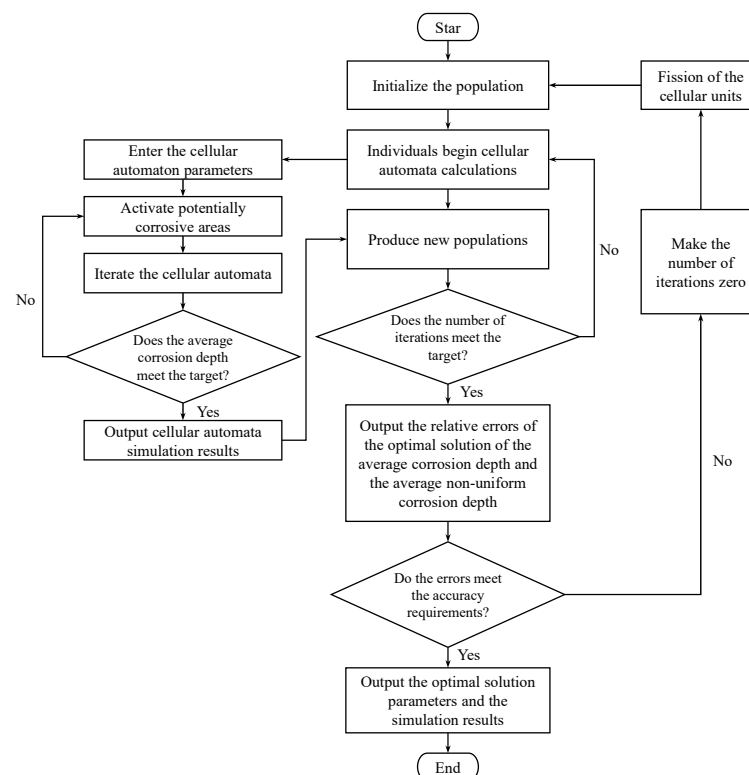 Star
Initialize the population
Fission of the
cellular units
Enter the cellular
automaton parameters
Individuals begin cellular
automata calculations
Activate potentially
corrosive areas
Produce new populations
No
Make the
number of
iterations zero
Iterate the cellular automata
No
Does the average
corrosion depth
meet the target?
Does the number of
iterations meet the
target?
Yes
Yes
Output cellular automata
simulation results
Output the relative errors of
the optimal solution of the
average corrosion depth and
the average non-uniform
corrosion depth
No
Do the errors meet
the accuracy
requirements?
Yes
Output the optimal solution
parameters and the
simulation results
End